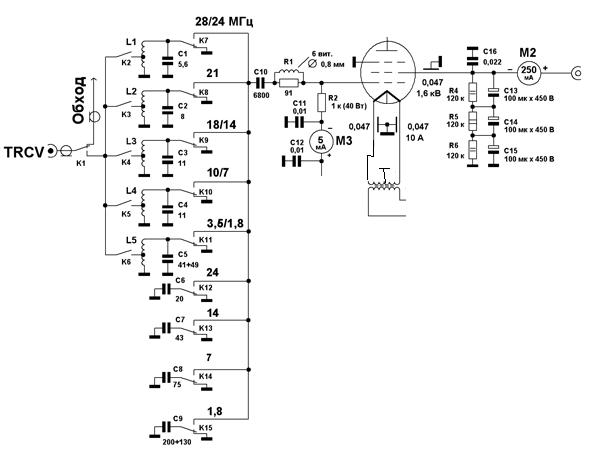 28/24 МГц
L1
K7
K2
C1
5,6
21
L2
K8
K3
C2
8
Обход
18/14
TRCV
K1
L3
K9
K4
C3
11
10/7
L4
K10
K5
C4
11
3,5/1,8
L5
K11
K6
C5
41+49
24
C6
K12
20
14
C7
K13
43
7
C8
K14
75
1,8
C9
K15
200+130
C10
6800
R1
91
6 вит.
0,8 мм
R2
1 к (40 Вт)
C11
0,01
C12
0,01
–
5
мА
M3
+
0,047
1,6 кВ
0,047
0,047
10 А
C16
0,022
M2
–
250
мА
+
R4
120 к
R5
120 к
R6
120 к
C13
100 мк x 450 В
C14
100 мк x 450 В
C15
100 мк x 450 В